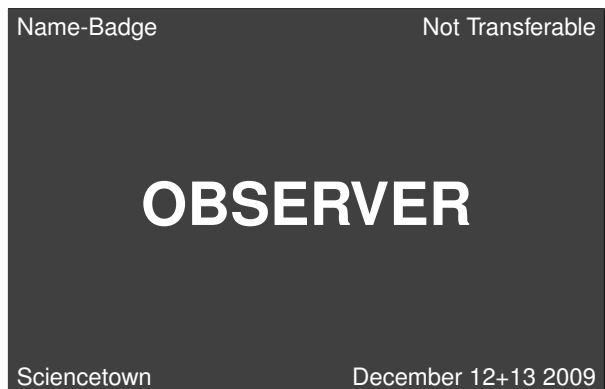 Name-Badge Not Transferable
OBSERVER
Sciencetown December 12+13 2009